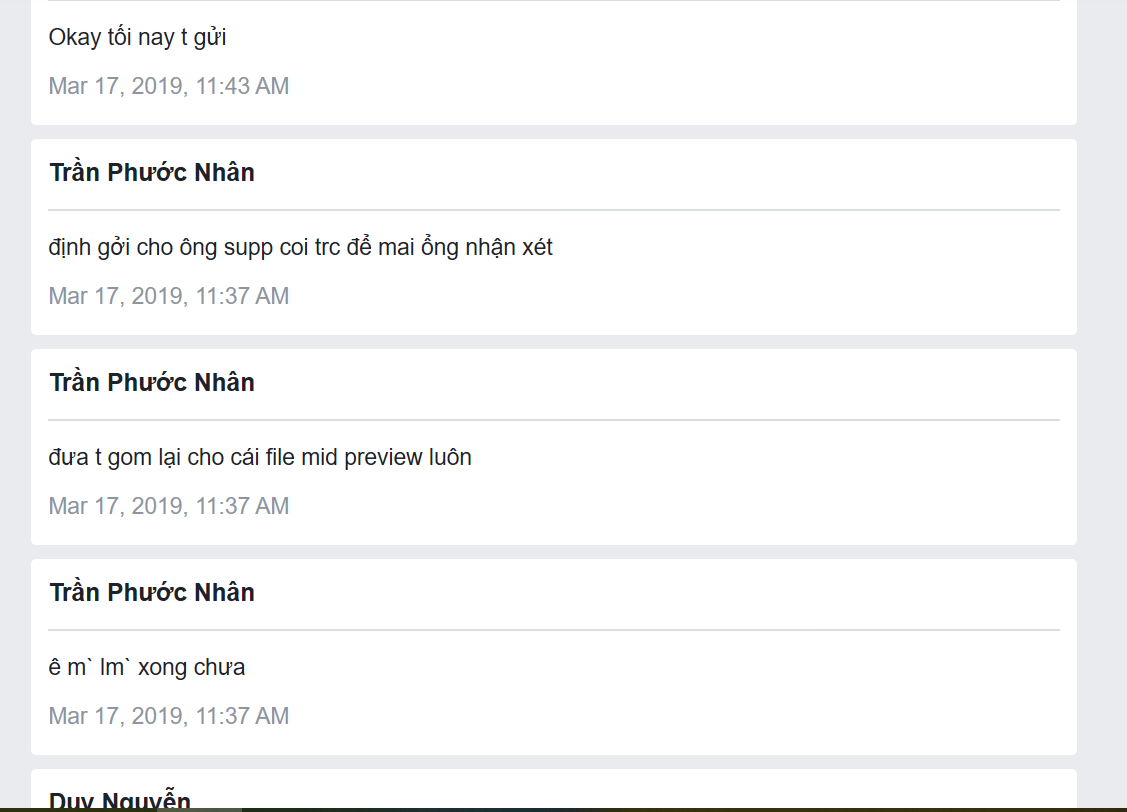 Okay tối nay t gửi
Mar 17, 2019, 11:43 AM
Trần Phước Nhân
định gởi cho ông supp coi trc để mai ổng nhận xét
Mar 17, 2019, 11:37 AM
Trần Phước Nhân
đưa t gom lại cho cái file mid preview luôn
Mar 17, 2019, 11:37 AM
Trần Phước Nhân
ê m` lm` xong chưa
Mar 17, 2019, 11:37 AM
Duy Nguyễn